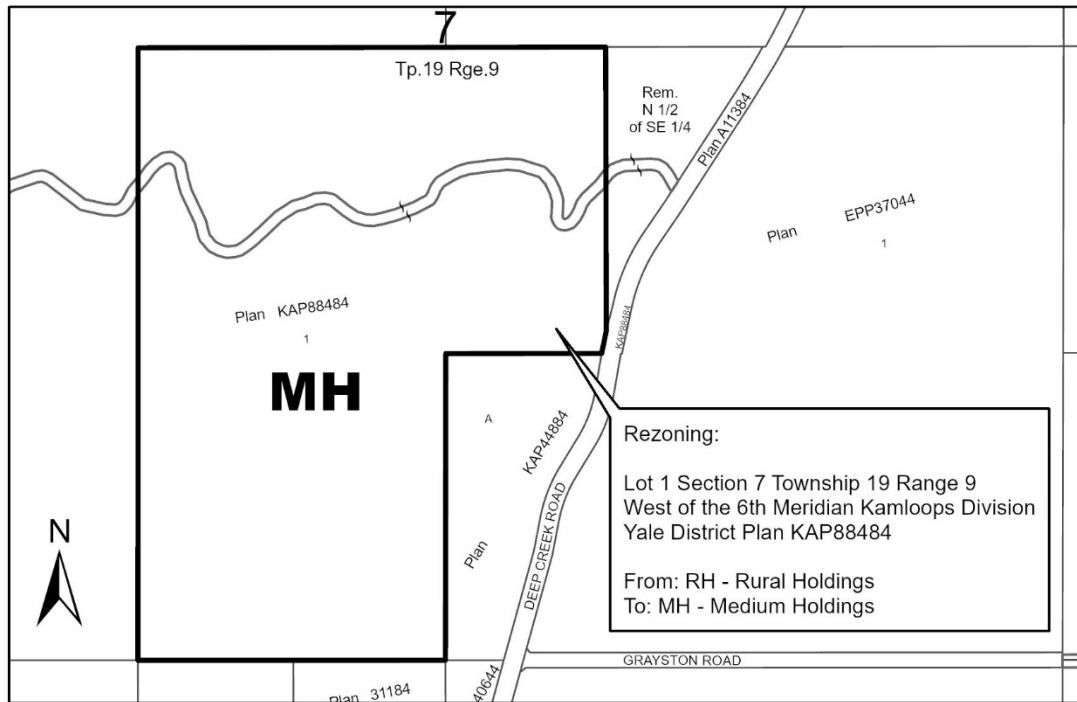 7
Tp.19 Rge.9
Rem.
N 1/2
of SE 1/4
Plan A11384
Plan EPP37044
1
Plan KAP88484
1
MH
KAP88484
A
Plan KAP44884
DEEP CREEK ROAD
Rezoning:
Lot 1 Section 7 Township 19 Range 9
West of the 6th Meridian Kamloops Division
Yale District Plan KAP88484
From: RH - Rural Holdings
To: MH - Medium Holdings
N
GRAYSTON ROAD
Plan 31184
40644